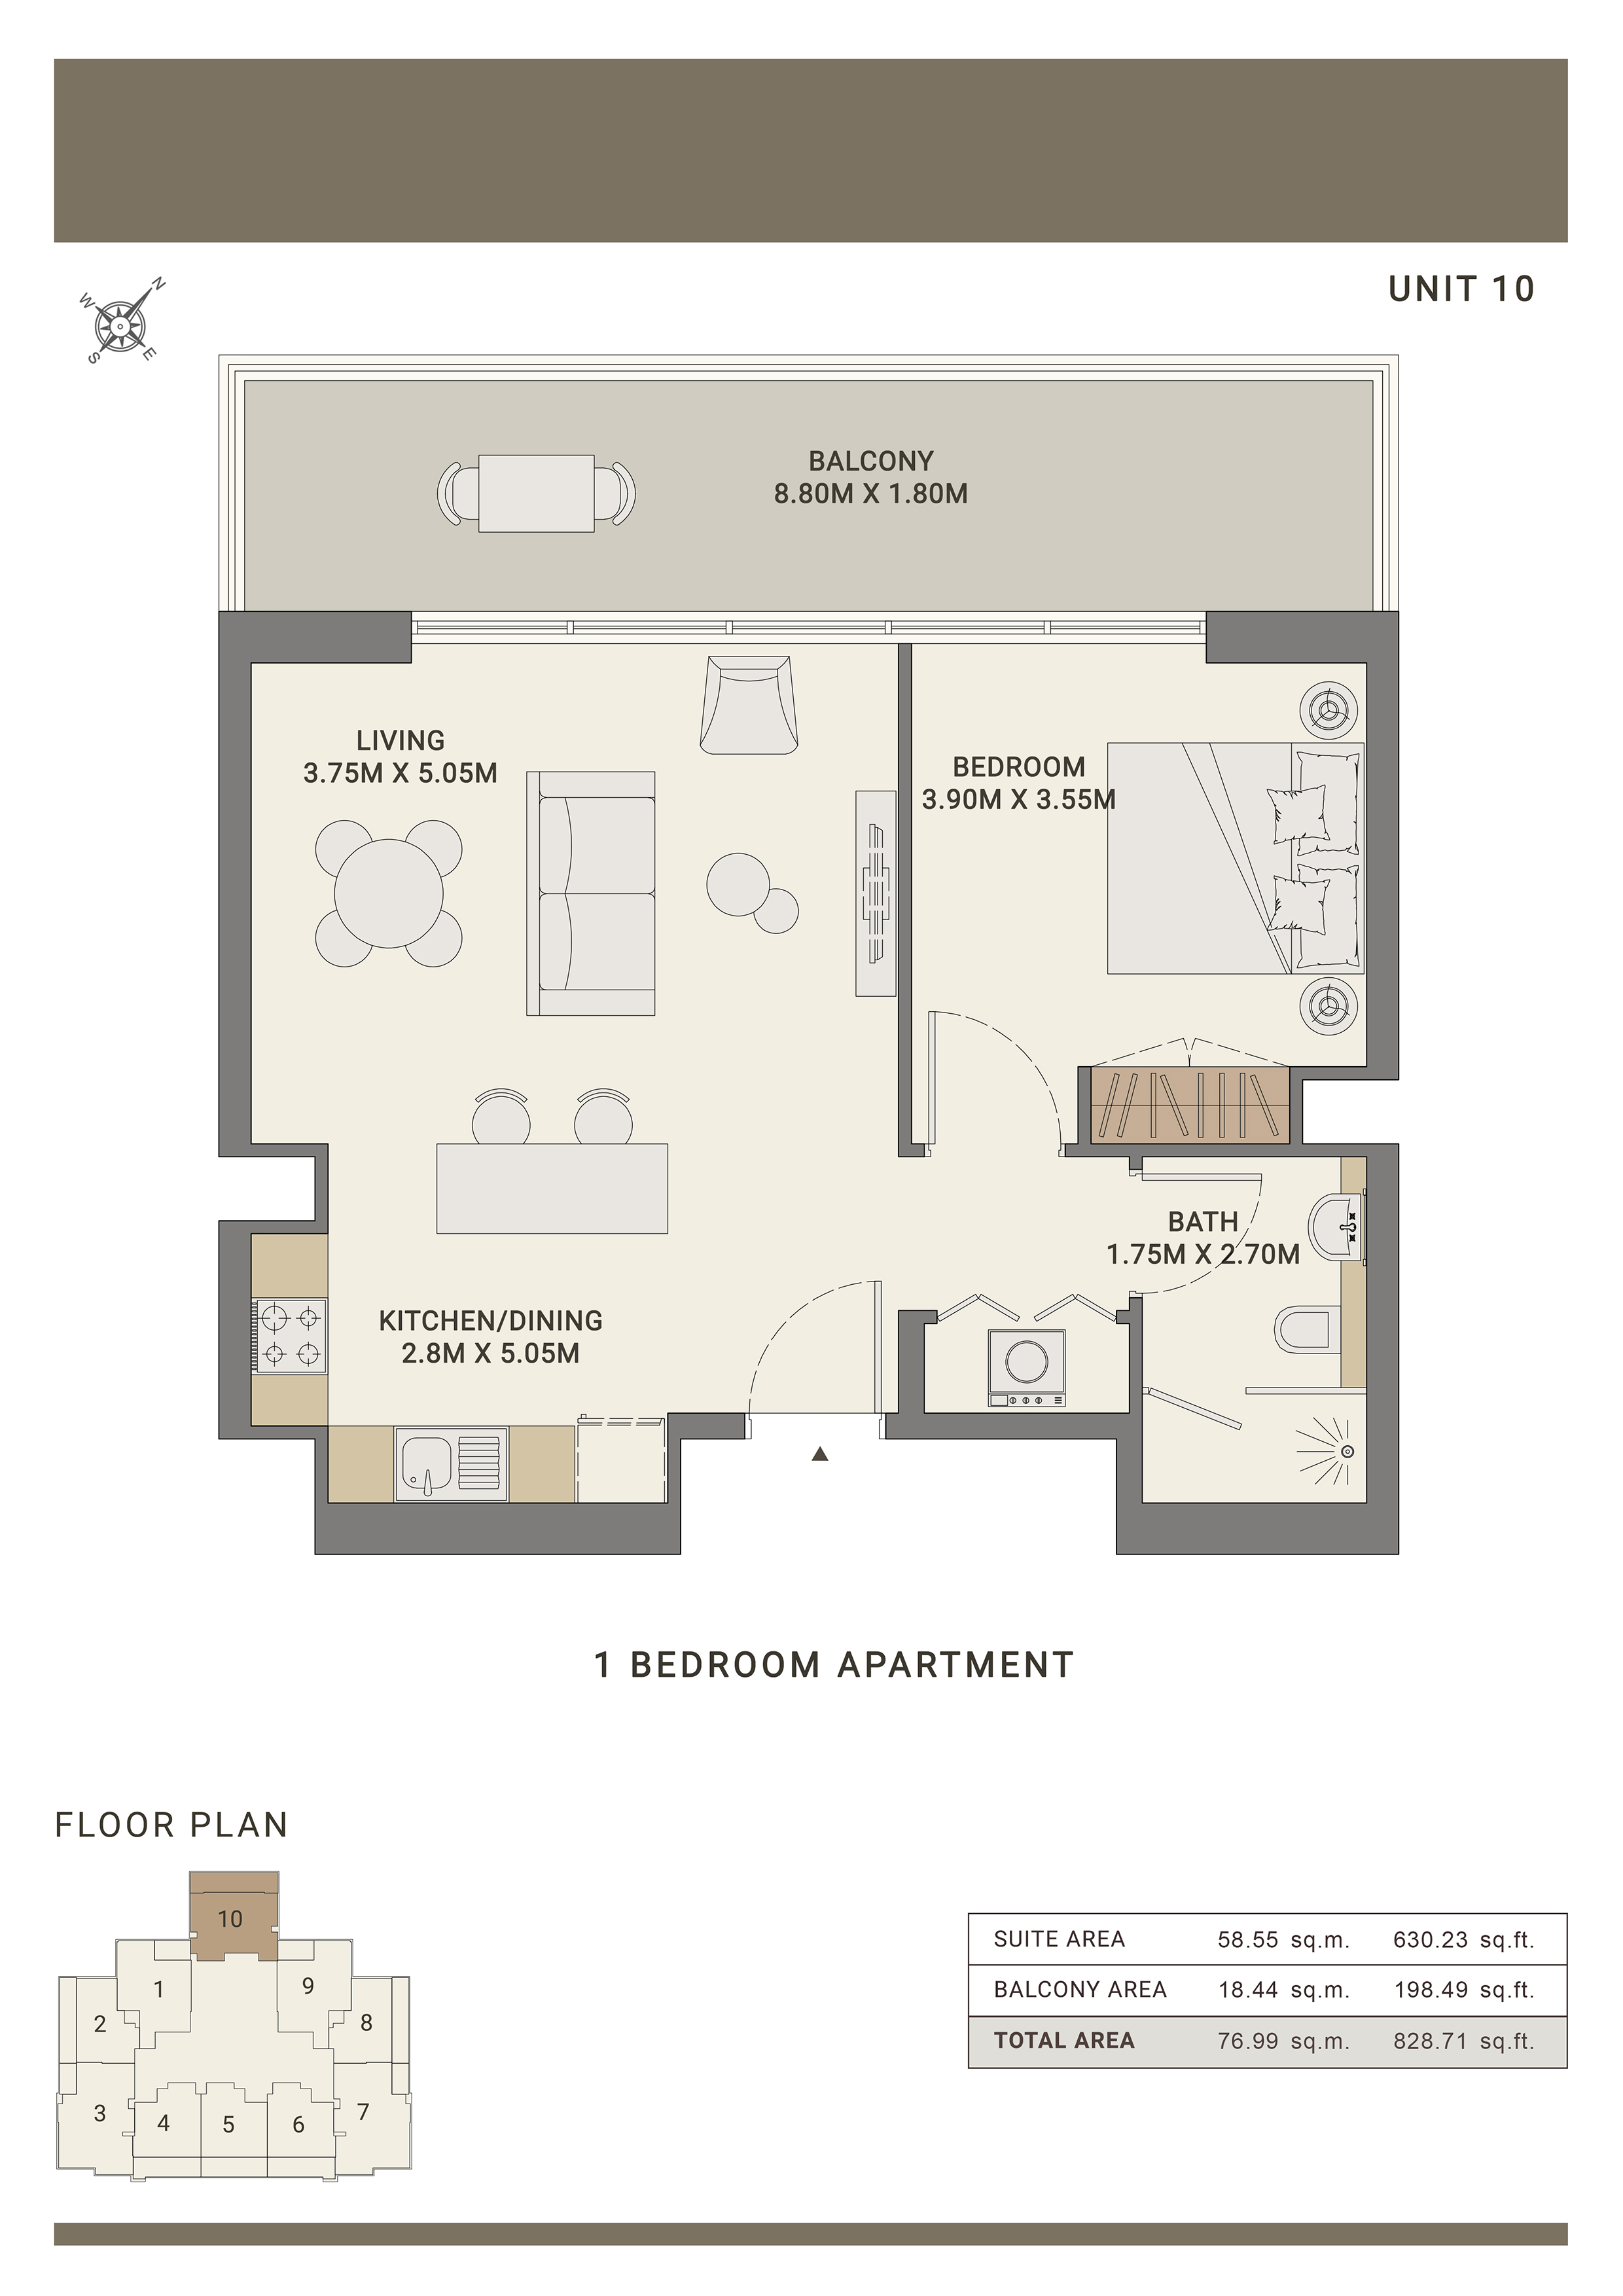 UNIT 10
N
W
E
S
BALCONY
8.80M X 1.80M
LIVING
3.75M X 5.05M
BEDROOM
3.90M X 3.55M
BATH
1.75M X 2.70M
KITCHEN/DINING
2.8M X 5.05M
1 BEDROOM APARTMENT
FLOOR PLAN
10
1
9
2
8
3
4
5
6
7
SUITE AREA 58.55 sq.m. 630.23 sq.ft.
BALCONY AREA 18.44 sq.m. 198.49 sq.ft.
TOTAL AREA 76.99 sq.m. 828.71 sq.ft.